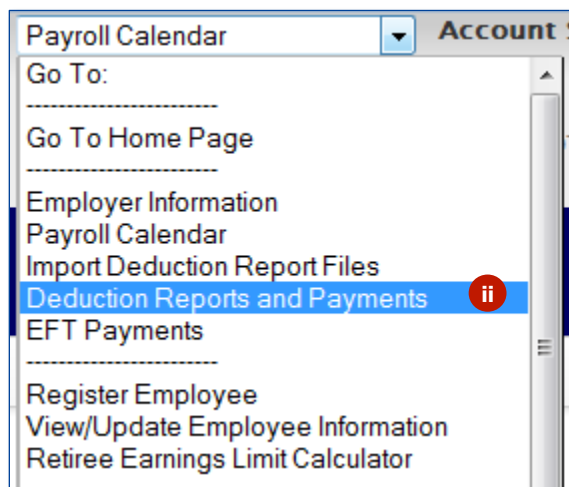 Payroll Calendar Account
Go To:
-------------------------
Go To Home Page
-------------------------
Employer Information
Payroll Calendar
Import Deduction Report Files
Deduction Reports and Payments ii
EFT Payments
-------------------------
Register Employee
View/Update Employee Information
Retiree Earnings Limit Calculator